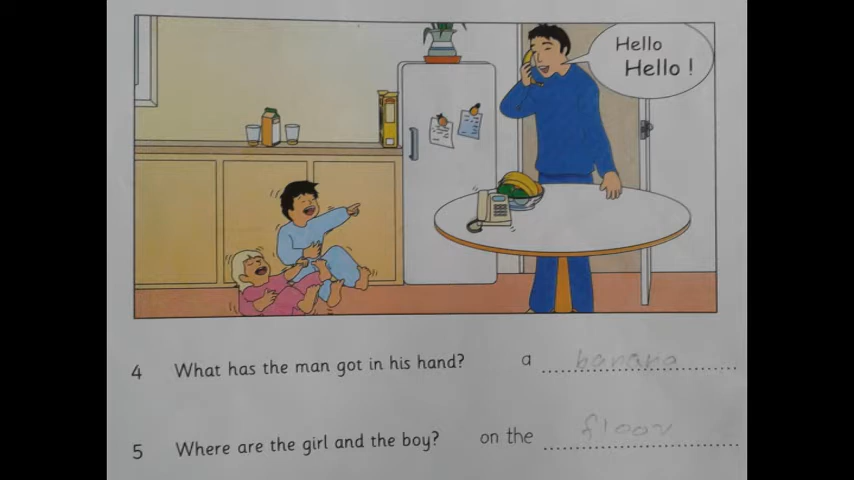 Hello
Hello !
4 What has the man got in his hand? a banana
5 Where are the girl and the boy? on the floor